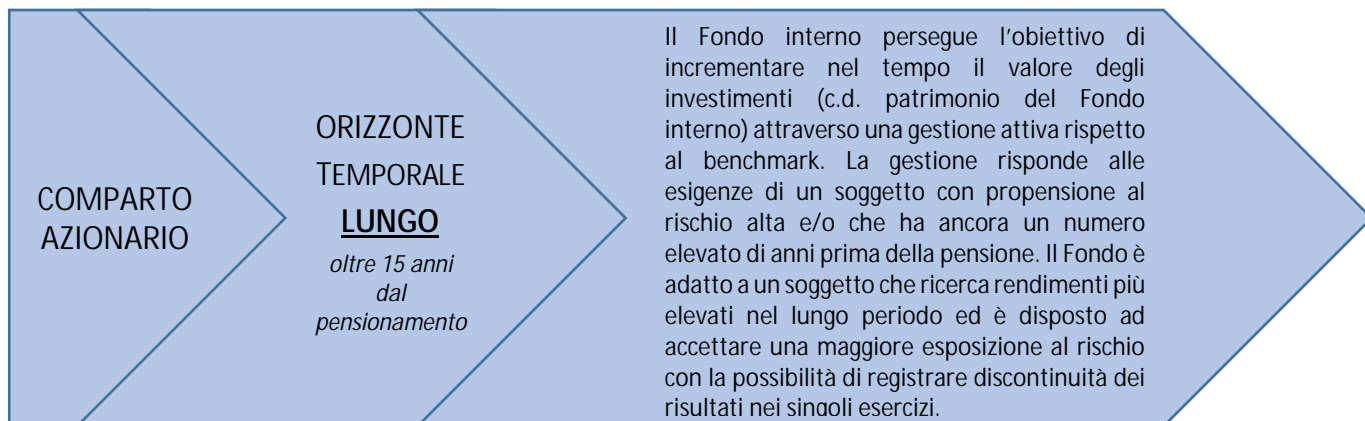 COMPARTO
AZIONARIO
ORIZZONTE
TEMPORALE
LUNGO
oltre 15 anni
dal
pensionamento
Il Fondo interno persegue l'obiettivo di
incrementare nel tempo il valore degli
investimenti (c.d. patrimonio del Fondo
interno) attraverso una gestione attiva rispetto
al benchmark. La gestione risponde alle
esigenze di un soggetto con propensione al
rischio alta e/o che ha ancora un numero
elevato di anni prima della pensione. Il Fondo è
adatto a un soggetto che ricerca rendimenti più
elevati nel lungo periodo ed è disposto ad
accettare una maggiore esposizione al rischio
con la possibilità di registrare discontinuità dei
risultati nei singoli esercizi.